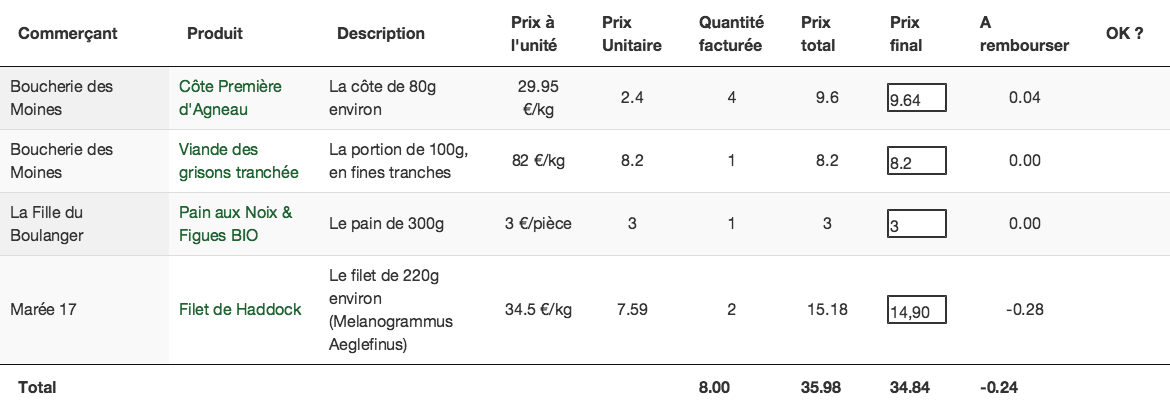 Commerçant Produit Description Prix à l'unité Prix Unitaire Quantité facturée Prix total Prix final A rembourser OK ?
Boucherie des Moines Côte Première d'Agneau La côte de 80g environ 29.95 €/kg 2.4 4 9.6 9.64 0.04
Boucherie des Moines Viande des grisons tranchée La portion de 100g, en fines tranches 82 €/kg 8.2 1 8.2 8.2 0.00
La Fille du Boulanger Pain aux Noix & Figues BIO Le pain de 300g 3 €/pièce 3 1 3 3 0.00
Marée 17 Filet de Haddock Le filet de 220g environ (Melanogrammus Aeglefinus) 34.5 €/kg 7.59 2 15.18 14,90 -0.28
Total 8.00 35.98 34.84 -0.24